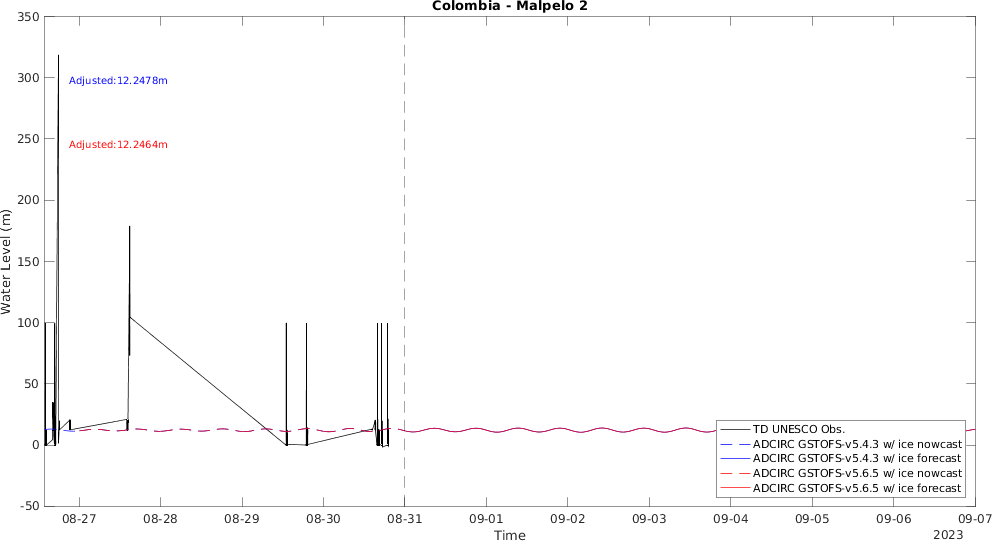 Colombia - Malpelo 2
350
300
250
200
150
100
50
0
-50
Water Level (m)
Adjusted:12.2478m
Adjusted:12.2464m
TD UNESCO Obs.
ADCIRC GSTOFS-v5.4.3 w/ ice nowcast
ADCIRC GSTOFS-v5.4.3 w/ ice forecast
ADCIRC GSTOFS-v5.6.5 w/ ice nowcast
ADCIRC GSTOFS-v5.6.5 w/ ice forecast
08-27 08-28 08-29 08-30 08-31 09-01 09-02 09-03 09-04 09-05 09-06 09-07
Time
2023